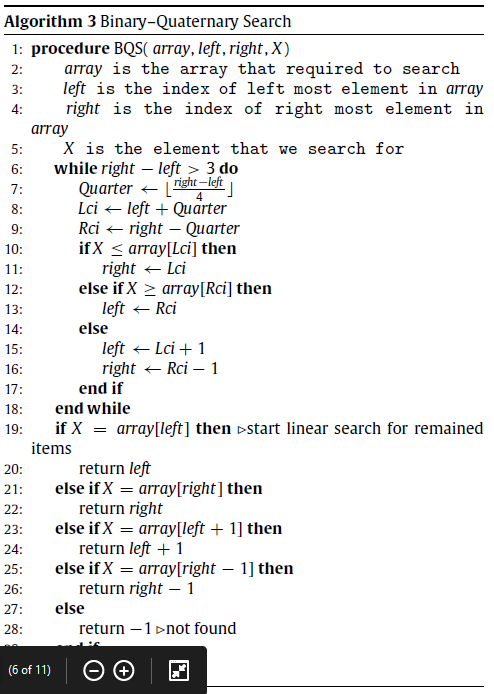 Algorithm 3 Binary–Quaternary Search
1: procedure BQS( array, left, right, X)
2: array is the array that required to search
3: left is the index of left most element in array
4: right is the index of right most element in
array
5: X is the element that we search for
6: while right − left > 3 do
7: Quarter ← ⌊(right−left)/4⌋
8: Lci ← left + Quarter
9: Rci ← right − Quarter
10: if X ≤ array[Lci] then
11: right ← Lci
12: else if X ≥ array[Rci] then
13: left ← Rci
14: else
15: left ← Lci + 1
16: right ← Rci − 1
17: end if
18: end while
19: if X = array[left] then ▷start linear search for remained
items
20: return left
21: else if X = array[right] then
22: return right
23: else if X = array[left + 1] then
24: return left + 1
25: else if X = array[right − 1] then
26: return right − 1
27: else
28: return −1 ▷not found
(6 of 11)